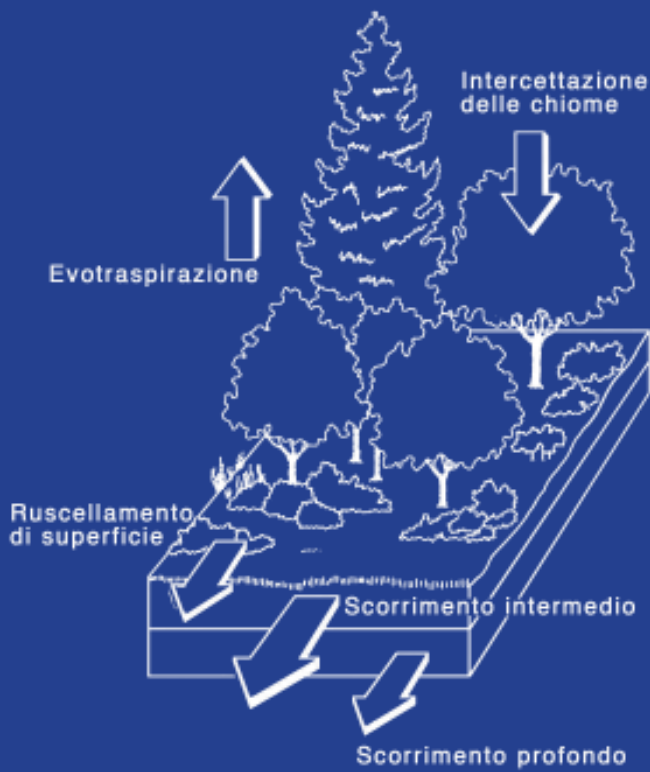 Intercettazione
delle chiome
Evotraspirazione
Ruscellamento
di superficie
Scorrimento intermedio
Scorrimento profondo